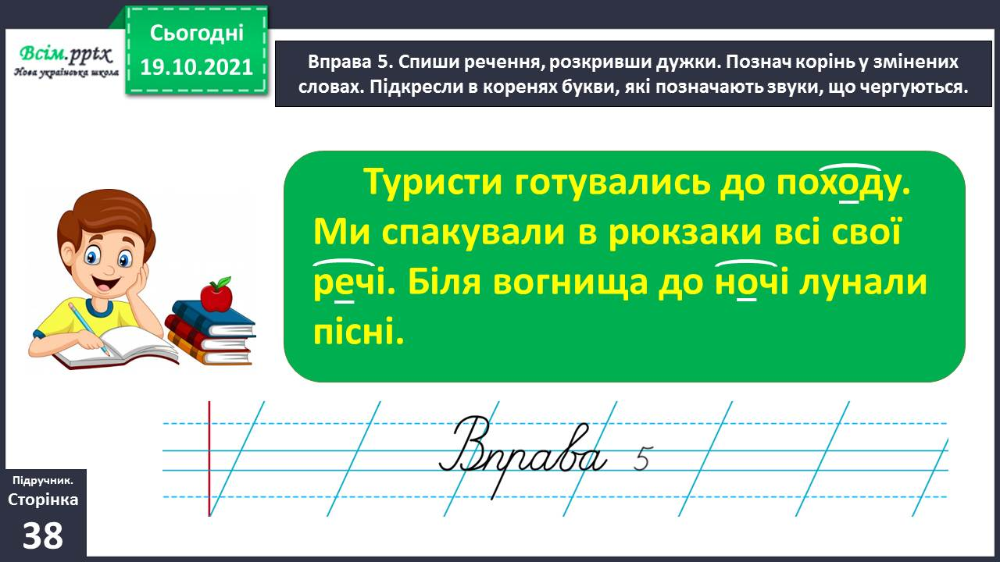 Сьогодні
19.10.2021
Всім.pptx
Нова українська школа
Вправа 5. Спиши речення, розкривши дужки. Познач корінь у змінених
словах. Підкресли в коренях букви, які позначають звуки, що чергуються.
Туристи готувались до походу.
Ми спакували в рюкзаки всі свої
речі. Біля вогнища до ночі лунали
пісні.
Вправа 5
Підручник.
Сторінка
38